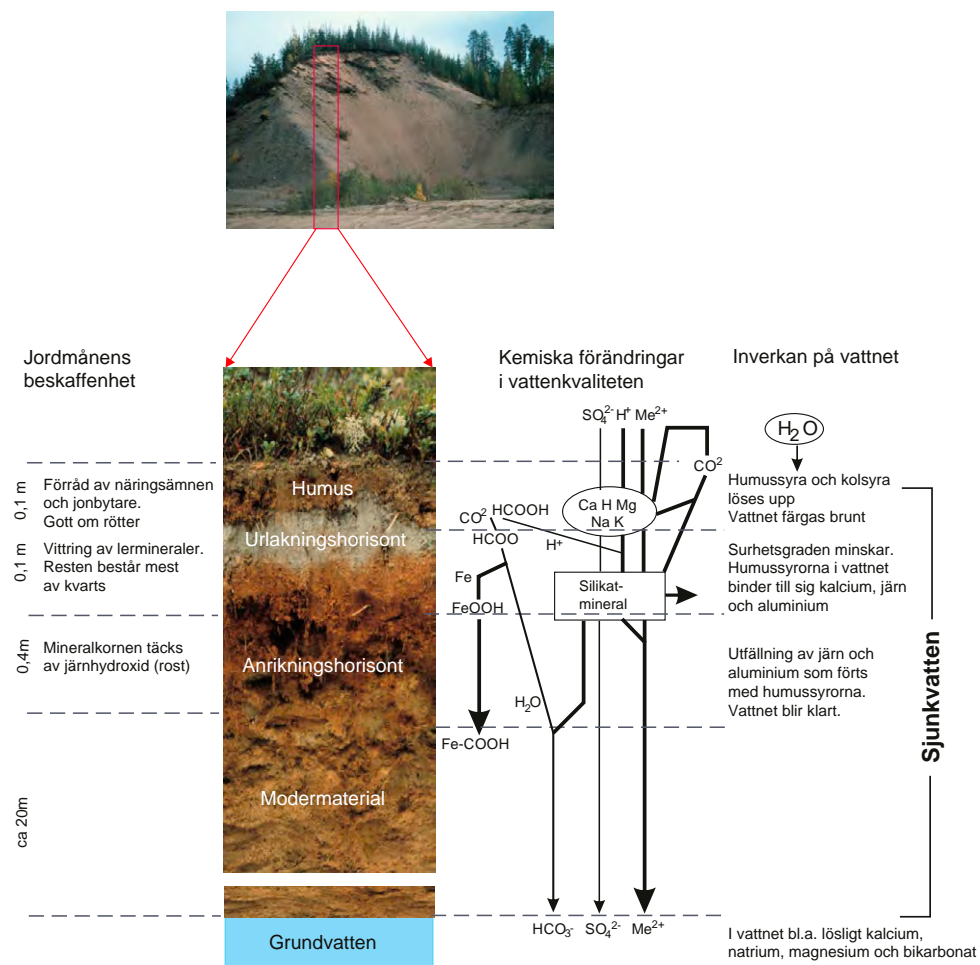 Jordmånens
beskaffenhet
Kemiska förändringar
i vattenkvaliteten
Inverkan på vattnet
SO₄²⁻ H⁺ Me²⁺
H₂O
CO²
0,1 m
Förråd av näringsämnen
och jonbytare.
Gott om rötter
Humus
Ca H Mg
Na K
Humussyra och kolsyra
löses upp
Vattnet färgas brunt
CO² HCOOH
HCOO
H⁺
0,1 m
Vittring av lermineraler.
Resten består mest
av kvarts
Urlakningshorisont
Fe
FeOOH
Silikat-
mineral
Surhetsgraden minskar.
Humussyrorna i vattnet
binder till sig kalcium, järn
och aluminium
0,4m
Mineralkornen täcks
av järnhydroxid (rost)
Anrikningshorisont
H₂O
Fe-COOH
Utfällning av järn och
aluminium som förts
med humussyrorna.
Vattnet blir klart.
Sjunkvatten
ca 20m
Modermaterial
Grundvatten
HCO₃- SO₄²⁻ Me²⁺
I vattnet bl.a. lösligt kalcium,
natrium, magnesium och bikarbonat